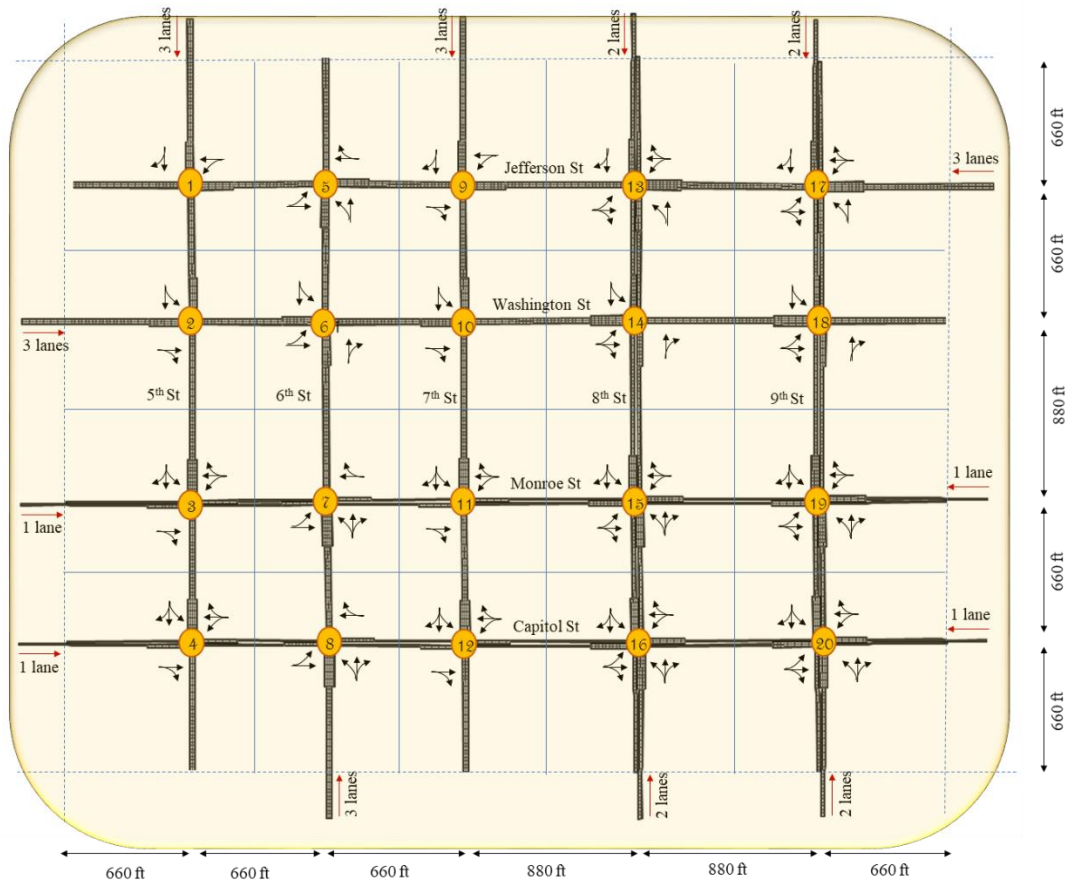 3 lanes
3 lanes
2 lanes
2 lanes
660 ft
Jefferson St
3 lanes
1
5
9
13
17
660 ft
Washington St
2
6
10
14
18
3 lanes
5th St
6th St
7th St
8th St
9th St
880 ft
Monroe St
1 lane
3
7
11
15
19
1 lane
660 ft
Capitol St
1 lane
4
8
12
16
20
1 lane
660 ft
3 lanes
2 lanes
2 lanes
660 ft
660 ft
660 ft
880 ft
880 ft
660 ft